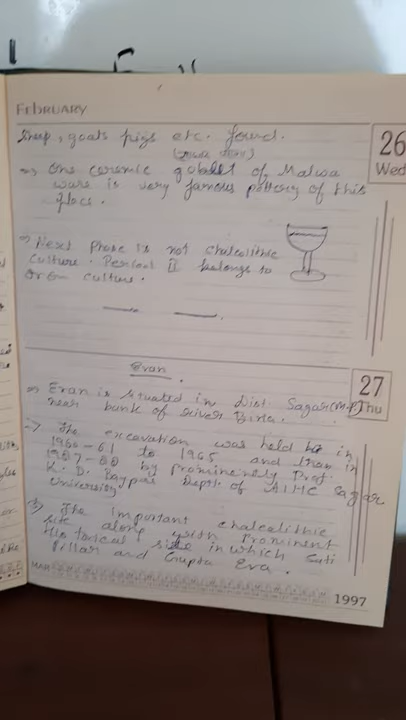 FEBRUARY
26
Wed
Sheep, goats pigs etc. found.
⇒ One ceremic goblet of Malwa
ware is very famous pottery of this
place.
⇒ Next Phase is not chalcolithic
culture. Period II belongs to
culture.
Eran
27
Thu
⇒ Eran is situated in dist Sagar (M.P)
near bank of river Bina.
⇒ The excavation was held in
1960-61 to 1965 and then in
1987-88 by prominently Prof.
K. D. Bajpai Deptt. of AIHC Sagar
University.
⇒ The important chalcolithic
site along with prominent
Historical side in which Sati
Pillar and Gupta Era.
MAR
1997